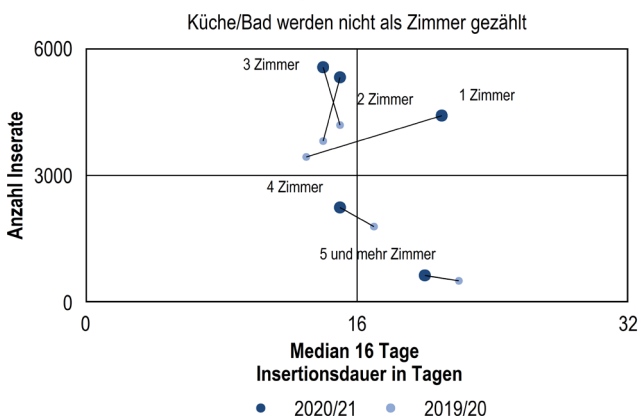 Küche/Bad werden nicht als Zimmer gezählt
6000
3 Zimmer
2 Zimmer
1 Zimmer
Anzahl Inserate
3000
4 Zimmer
5 und mehr Zimmer
0
0
16
32
Median 16 Tage
Insertionsdauer in Tagen
2020/21
2019/20